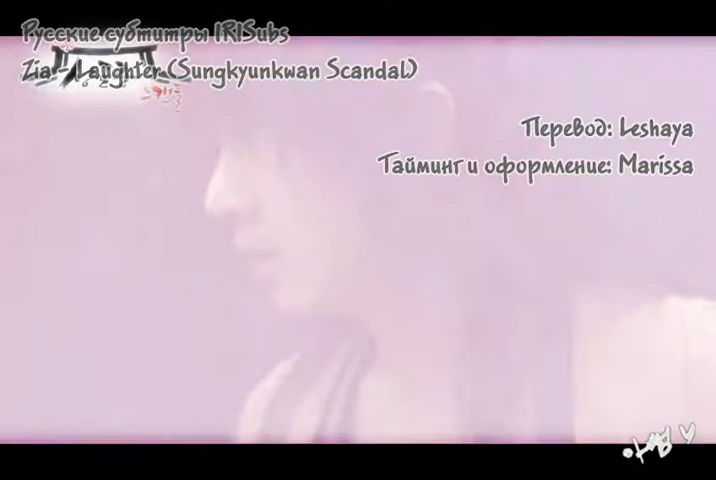 Русские субтитры IRISubs
Zia - Laughter (Sungkyunkwan Scandal)
Перевод: Leshaya
Тайминг и оформление: Marissa